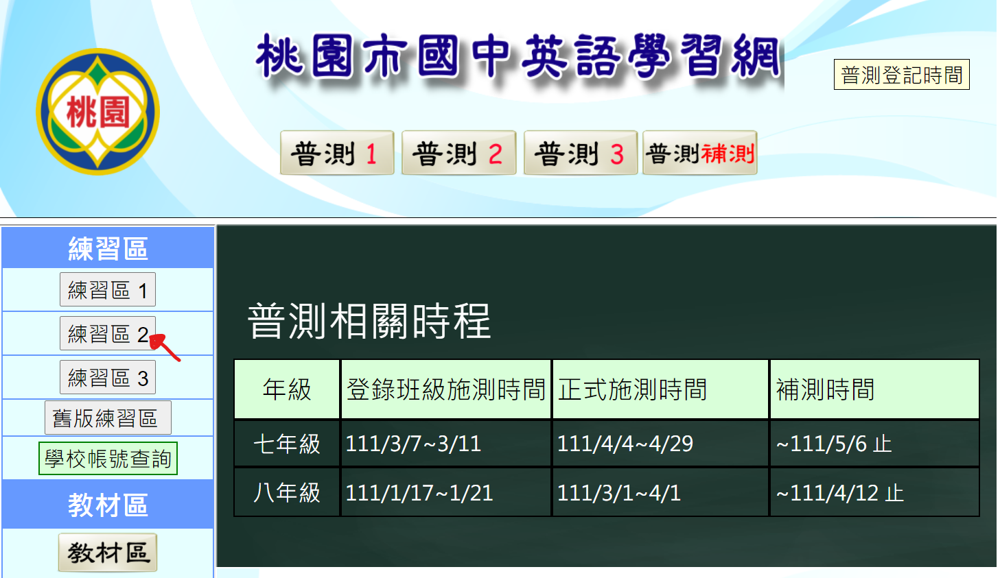 桃園市國中英語學習網
普測登記時間
桃園
普測 1
普測 2
普測 3
普測補測
練習區
練習區 1
練習區 2
練習區 3
舊版練習區
學校帳號查詢
教材區
教材區
普測相關時程
年級 登錄班級施測時間 正式施測時間 補測時間
七年級 111/3/7~3/11 111/4/4~4/29 ~111/5/6 止
八年級 111/1/17~1/21 111/3/1~4/1 ~111/4/12 止